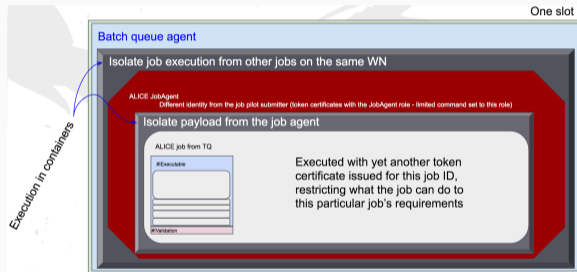 One slot
Batch queue agent
Isolate job execution from other jobs on the same WN
ALICE JobAgent
Different identity from the job pilot submitter (token certificates with the JobAgent role - limited command set to this role)
Isolate payload from the job agent
ALICE job from TQ
#!Executable
Executed with yet another token
certificate issued for this job ID,
restricting what the job can do to
this particular job's requirements
#!Validation
Execution in containers